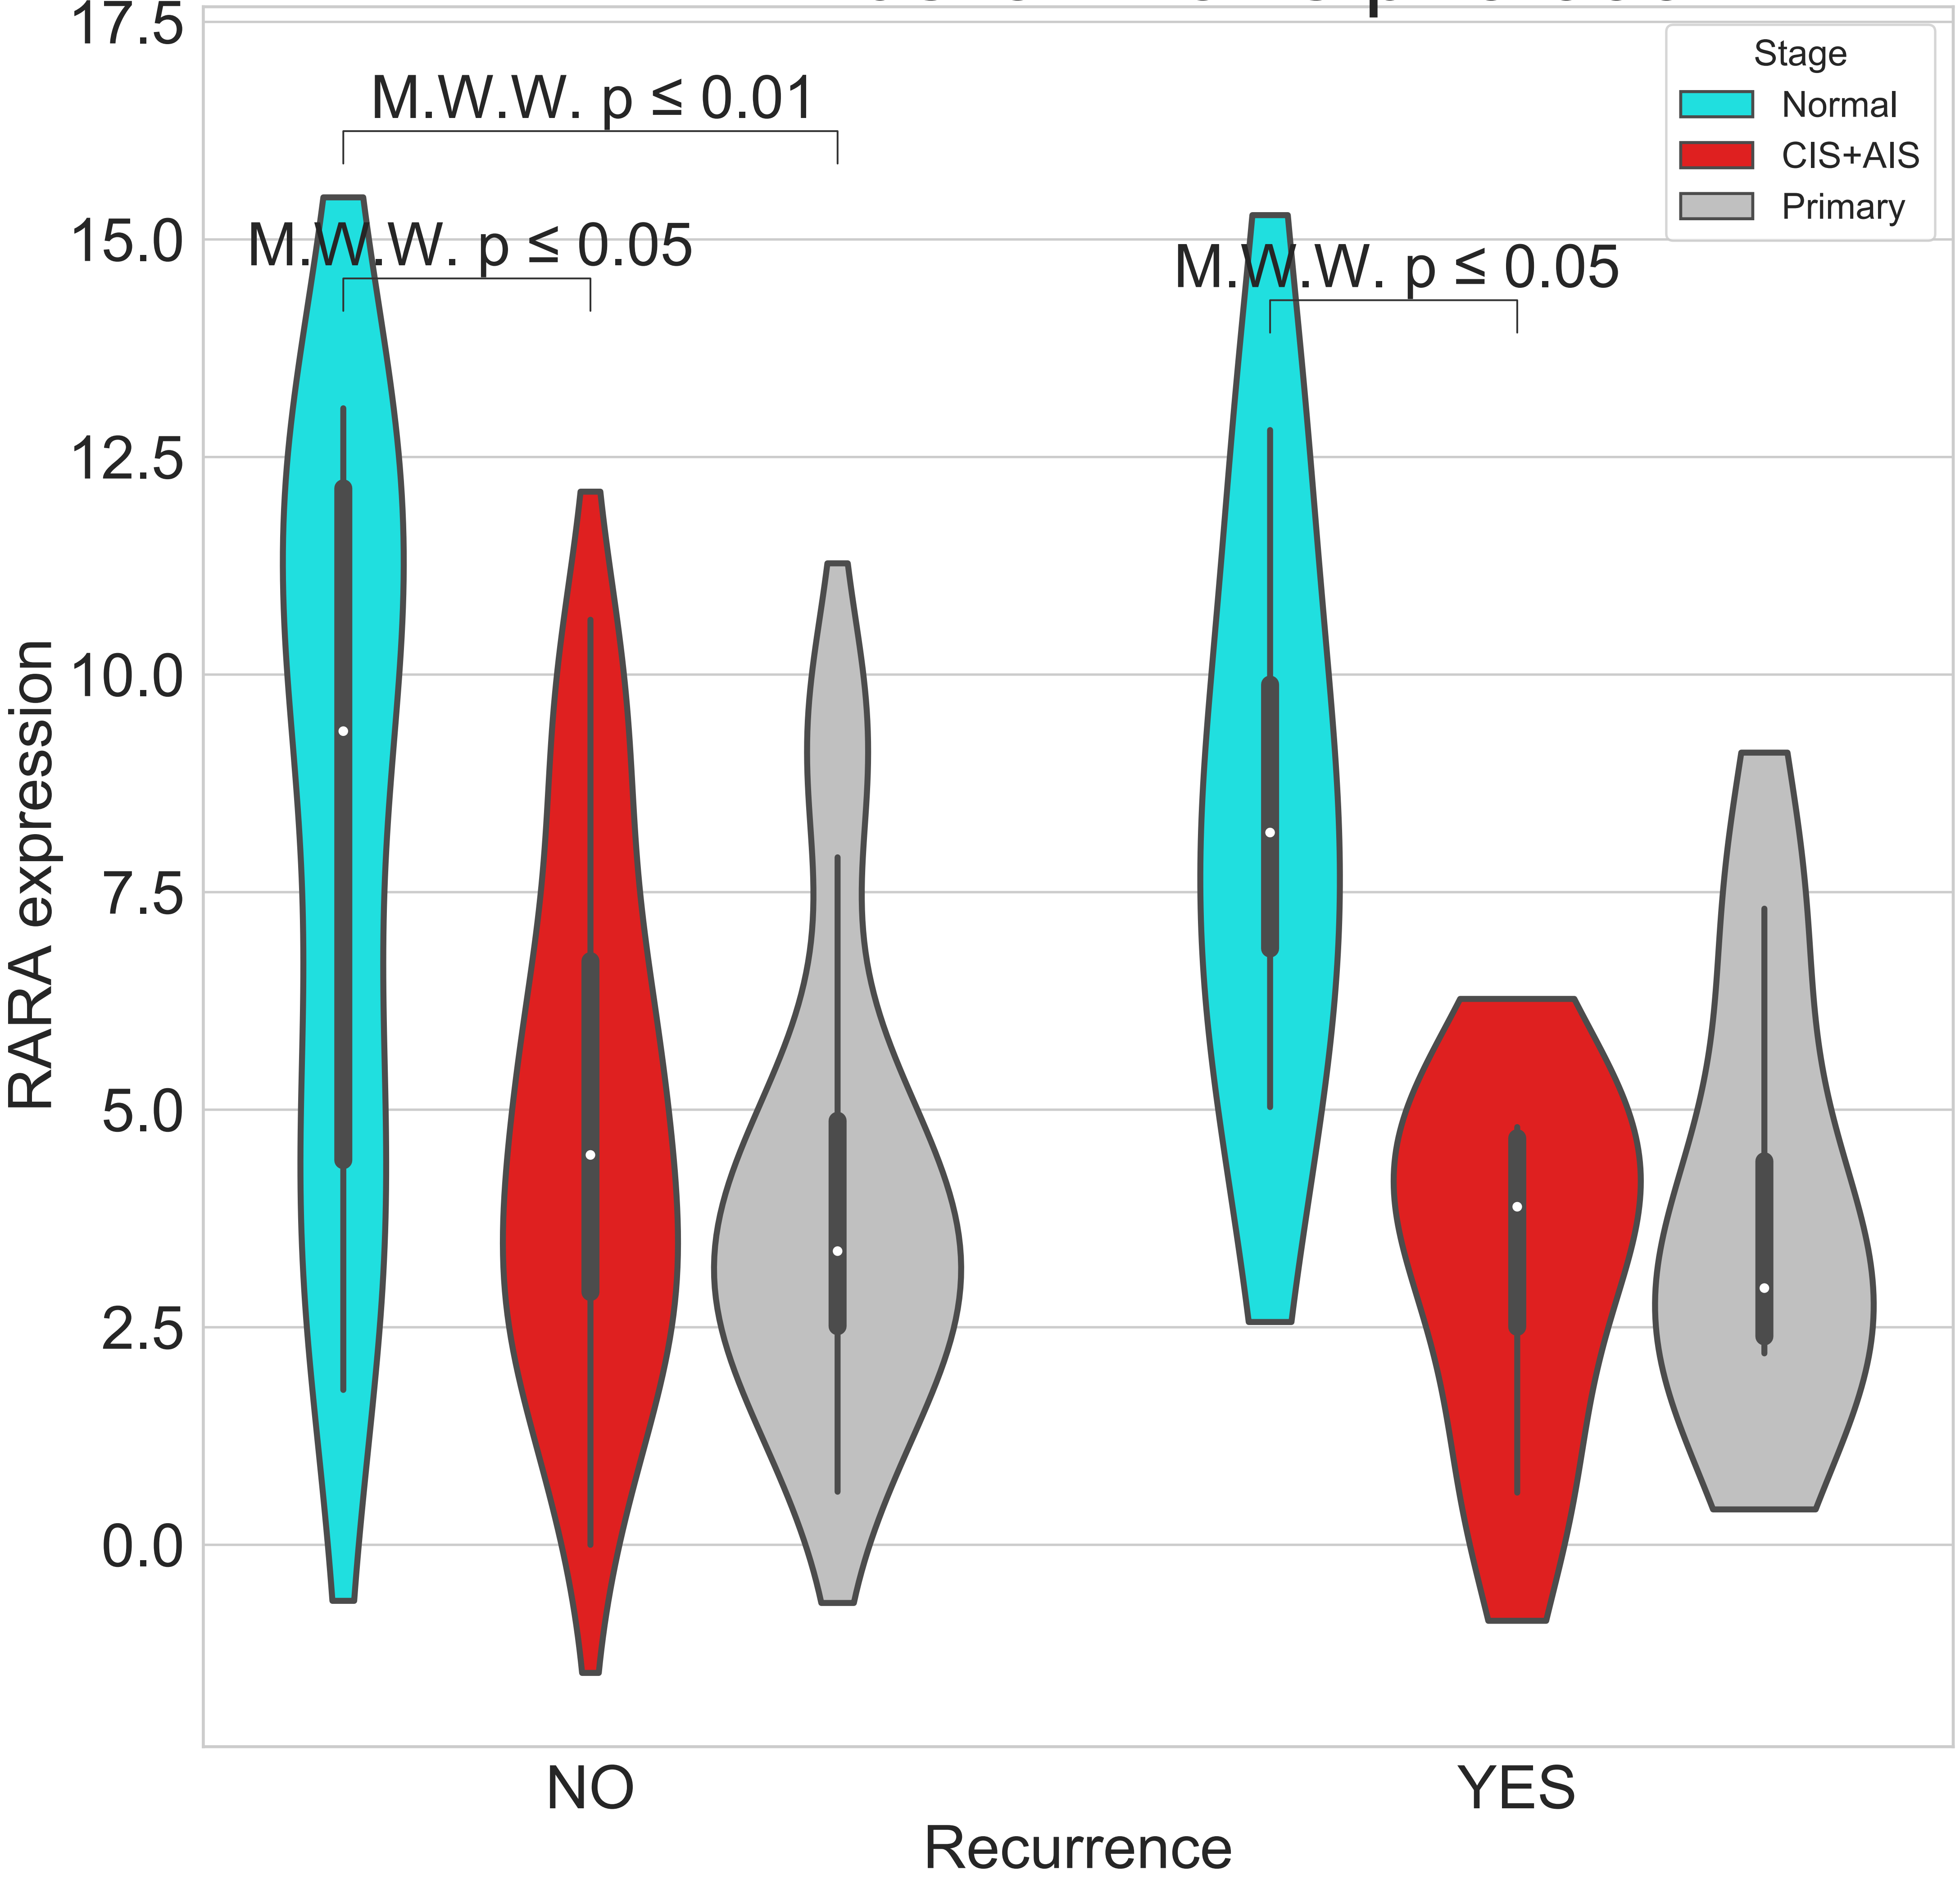 17.5
M.W.W. p ≤ 0.01
Stage
Normal
CIS+AIS
Primary
15.0
M.W.W. p ≤ 0.05
M.W.W. p ≤ 0.05
12.5
10.0
RARA expression
7.5
5.0
2.5
0.0
NO
YES
Recurrence